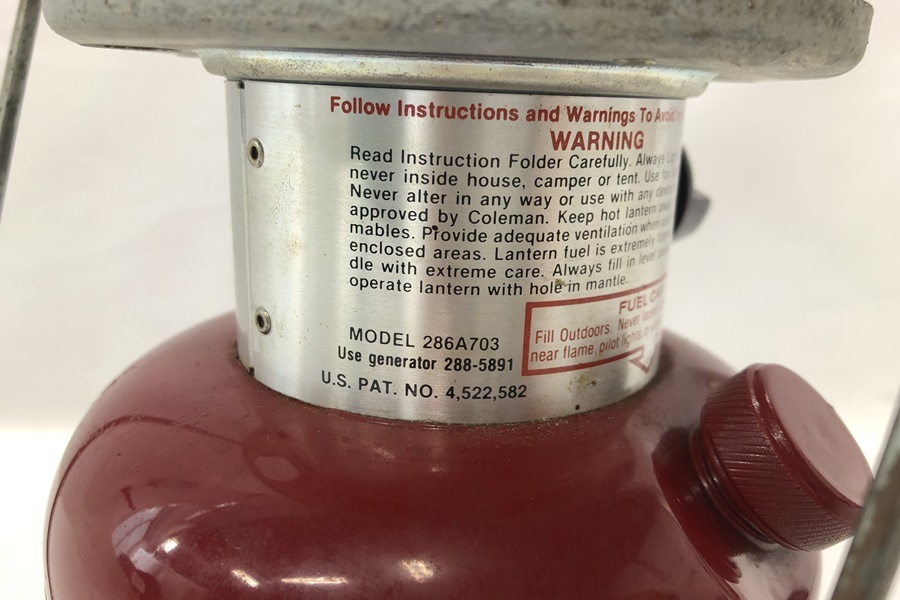 Follow Instructions and Warnings To Avoid
WARNING
Read Instruction Folder Carefully. Always
never inside house, camper or tent. Use
Never alter in any way or use with any
approved by Coleman. Keep hot lantern
mables. Provide adequate ventilation when
enclosed areas. Lantern fuel is extremely
dle with extreme care. Always fill in
operate lantern with hole in mantle.
FUEL
Fill Outdoors. Never
near flame, pilot lights
MODEL 286A703
Use generator 288-5891
U.S. PAT. NO. 4,522,582